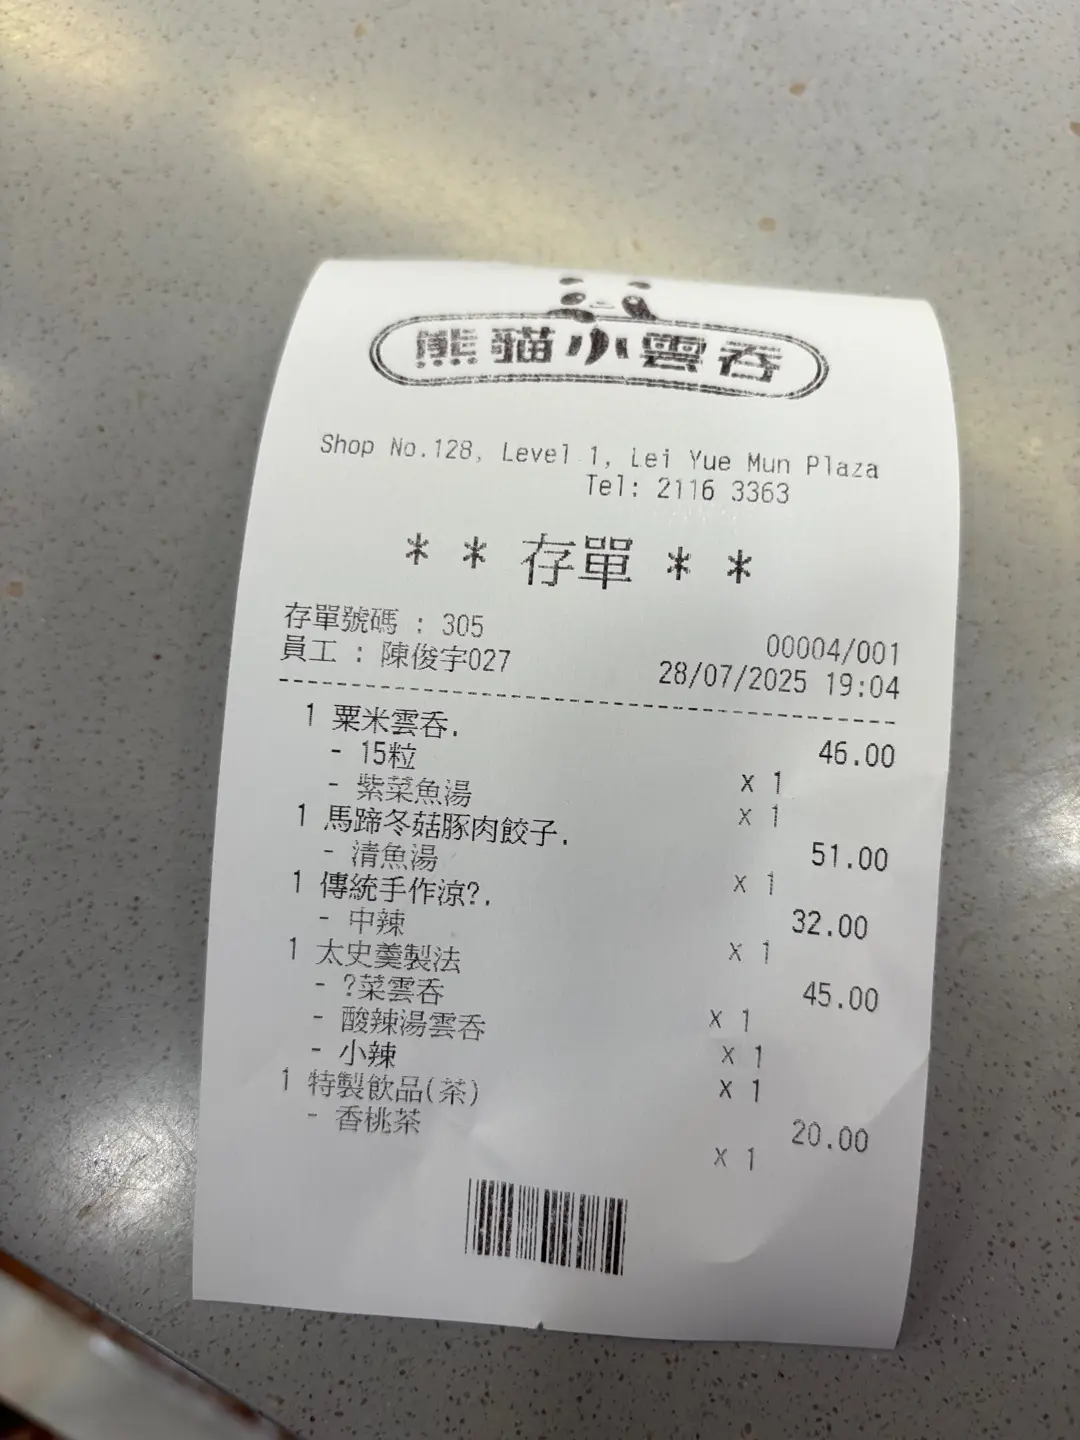 熊貓小雲吞
Shop No.128, Level 1, Lei Yue Mun Plaza
Tel: 2116 3363
* * 存單 * *
存單號碼 : 305 00004/001
員工 : 陳俊宇027 28/07/2025 19:04
1 粟米雲吞. 46.00
- 15粒 x 1
- 紫菜魚湯 x 1
1 馬蹄冬菇豚肉餃子. 51.00
- 清魚湯 x 1
1 傳統手作涼?. 32.00
- 中辣 x 1
1 太史羹製法 45.00
- ?菜雲吞 x 1
- 酸辣湯雲吞 x 1
- 小辣 x 1
1 特製飲品(茶) 20.00
- 香桃茶 x 1